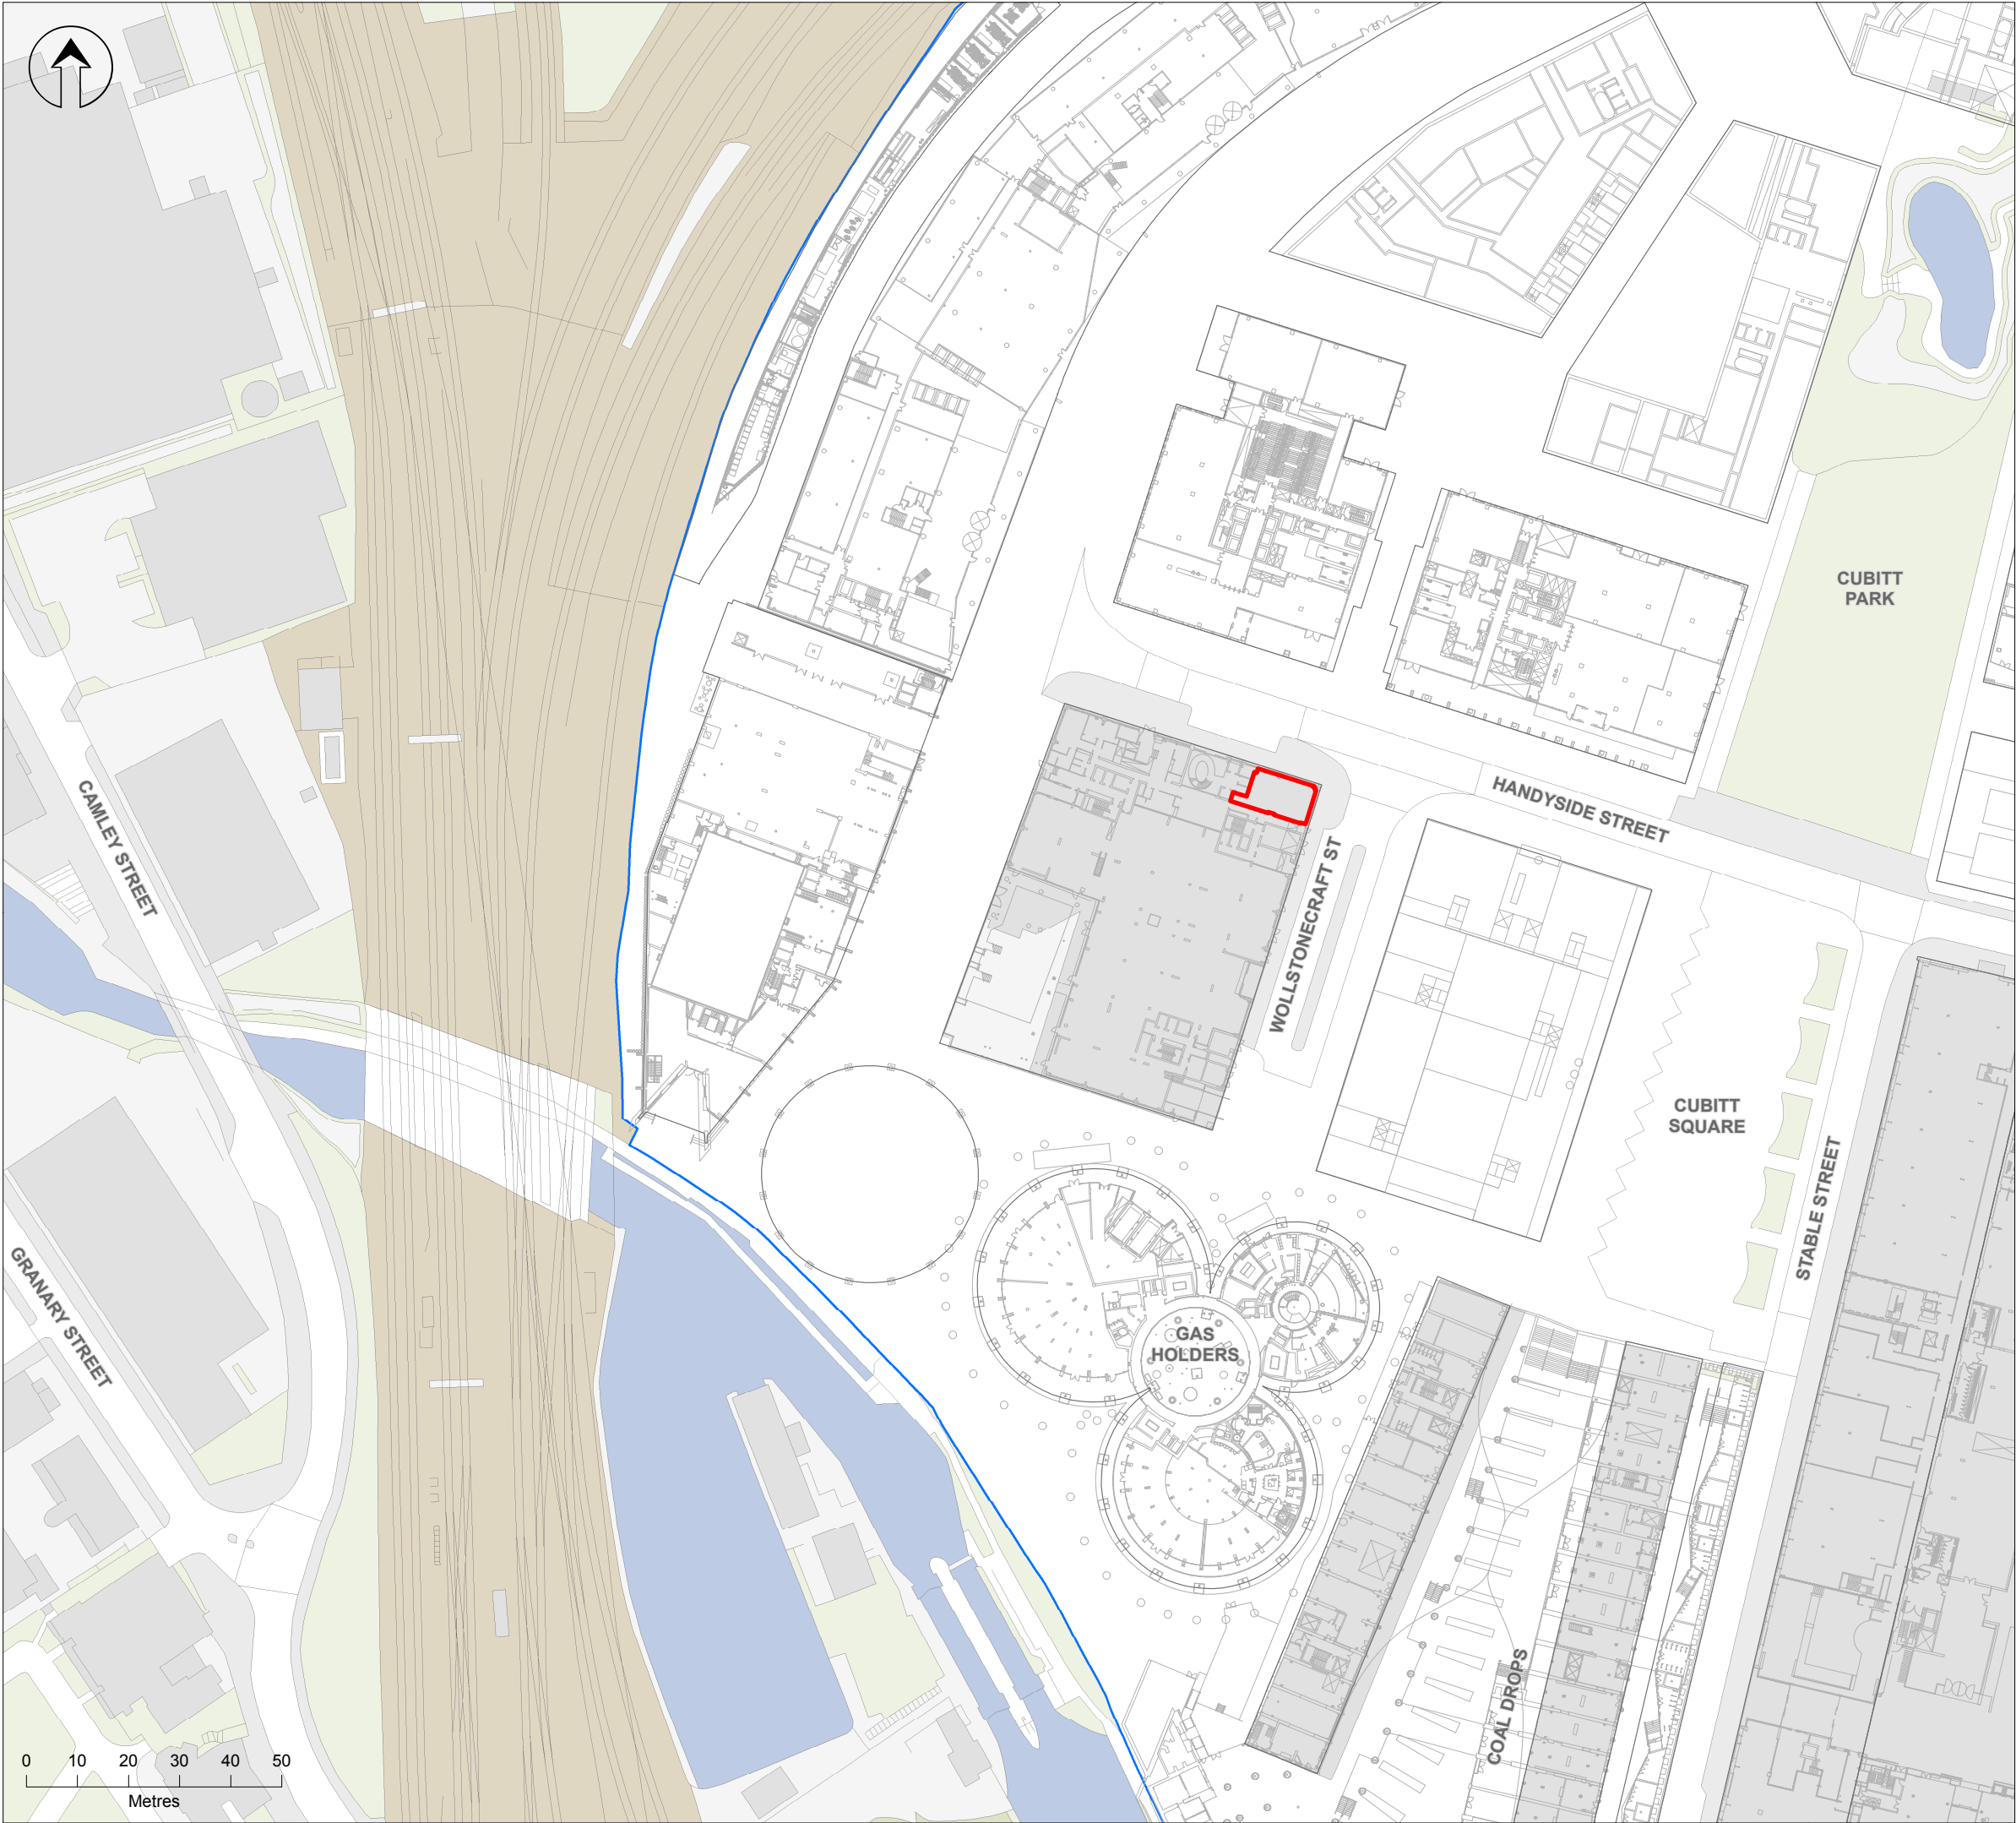 CUBITT
PARK
HANDYSIDE STREET
CAMLEY STREET
WOLLSTONECRAFT ST
CUBITT
SQUARE
STABLE STREET
GRANARY STREET
GAS
HOLDERS
COAL DROPS
0 10 20 30 40 50
Metres